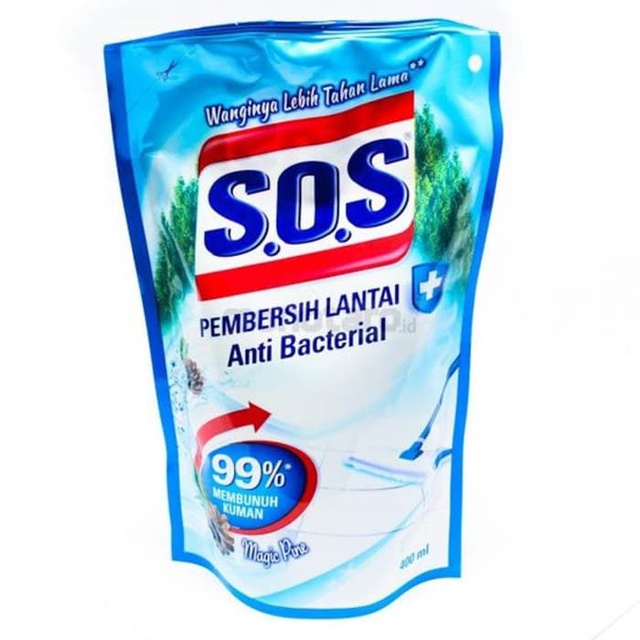 Wanginya Lebih Tahan Lama**
S.O.S®
PEMBERSIH LANTAI
Anti Bacterial
99%*
MEMBUNUH
KUMAN
Magic Pine
400 ml